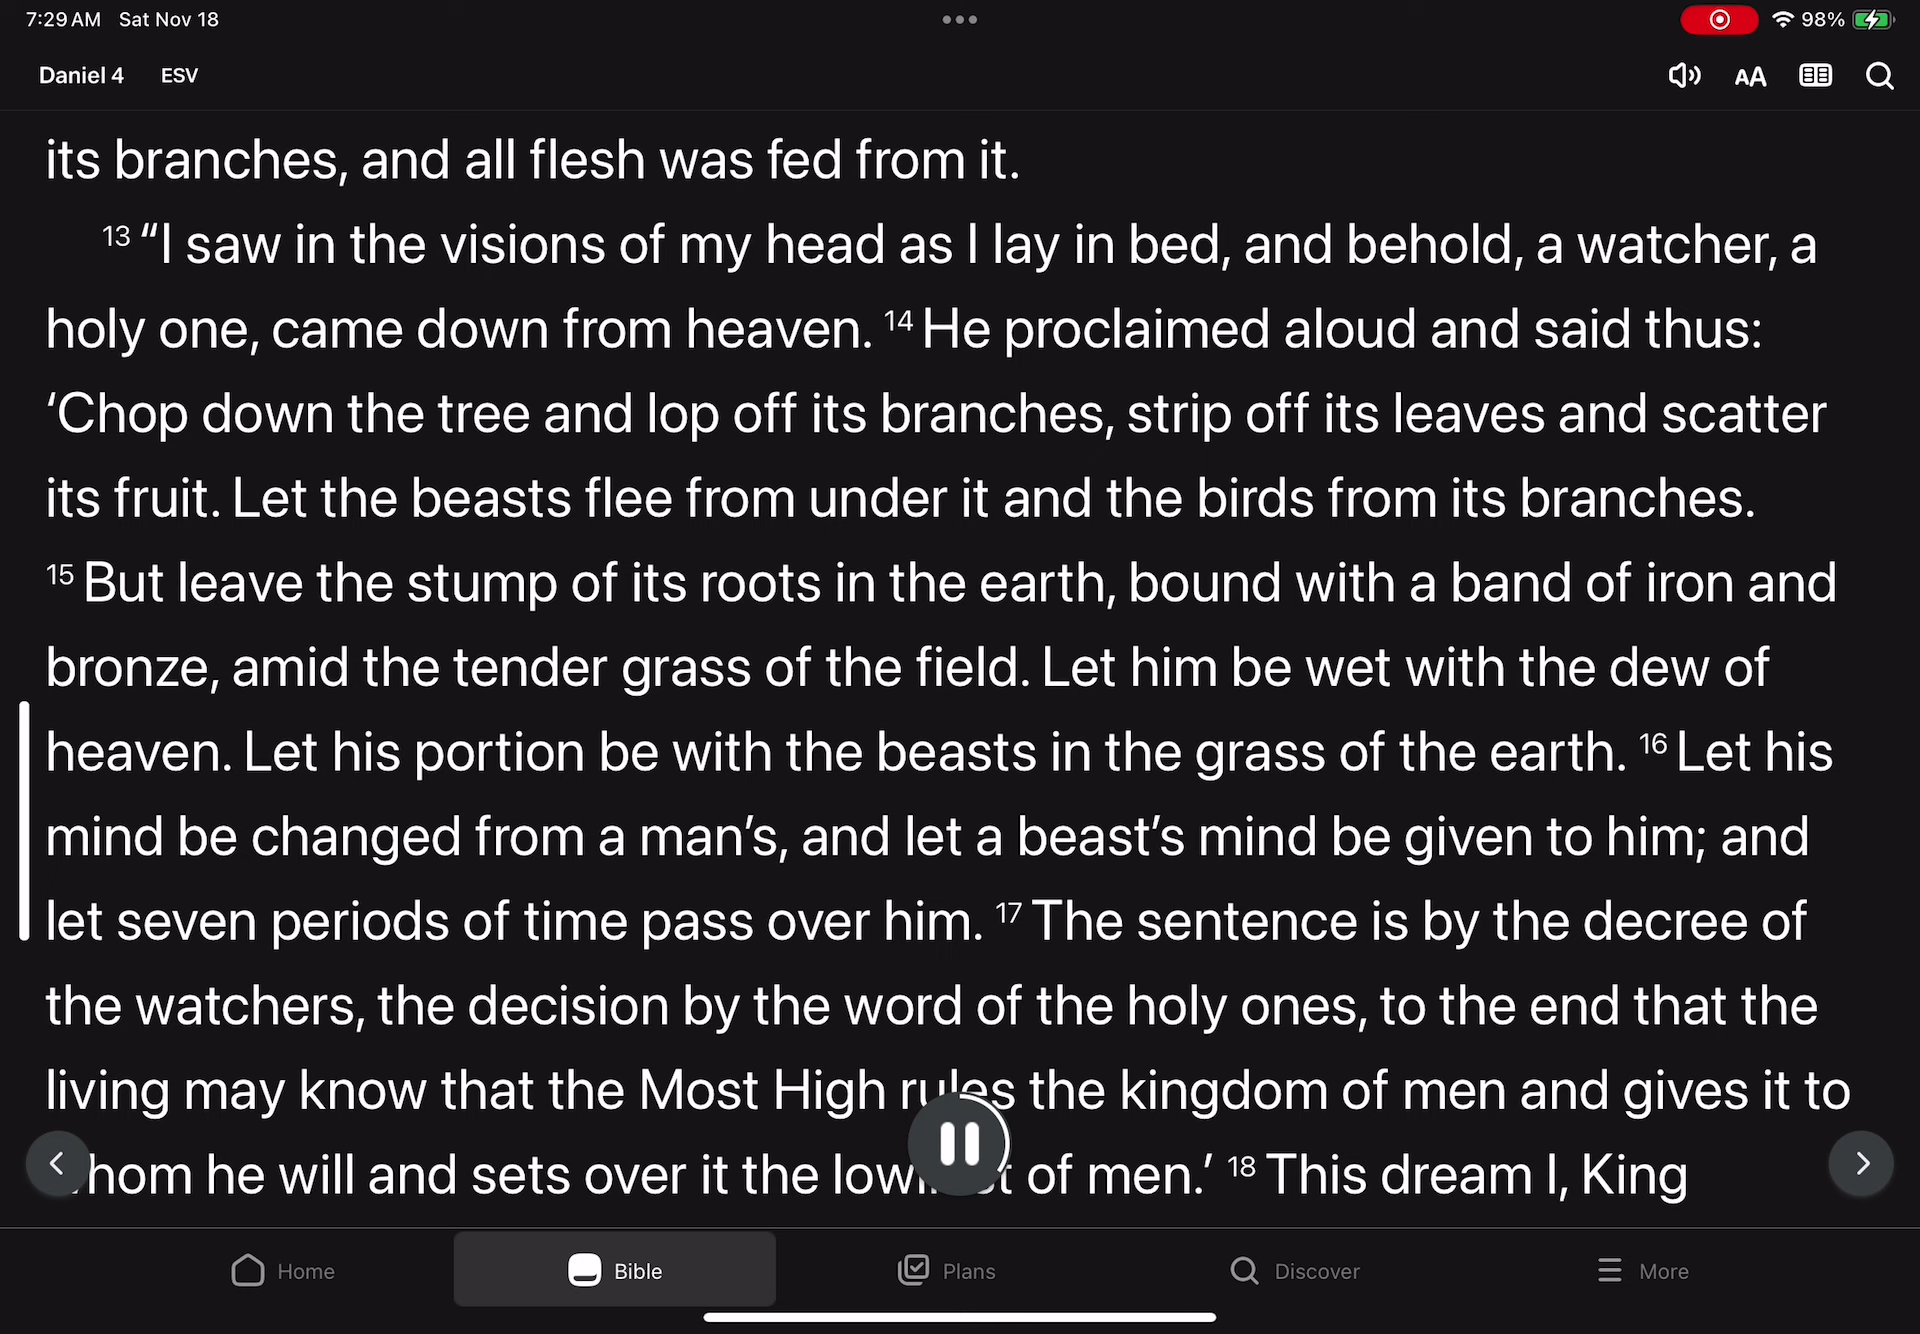 7:29 AM Sat Nov 18
98%
Daniel 4 ESV
AA
its branches, and all flesh was fed from it.
13 “I saw in the visions of my head as I lay in bed, and behold, a watcher, a
holy one, came down from heaven. 14 He proclaimed aloud and said thus:
‘Chop down the tree and lop off its branches, strip off its leaves and scatter
its fruit. Let the beasts flee from under it and the birds from its branches.
15 But leave the stump of its roots in the earth, bound with a band of iron and
bronze, amid the tender grass of the field. Let him be wet with the dew of
heaven. Let his portion be with the beasts in the grass of the earth. 16 Let his
mind be changed from a man’s, and let a beast’s mind be given to him; and
let seven periods of time pass over him. 17 The sentence is by the decree of
the watchers, the decision by the word of the holy ones, to the end that the
living may know that the Most High rules the kingdom of men and gives it to
he will and sets over it the of men.’ 18 This dream I, King
Home
Bible
Plans
Discover
More